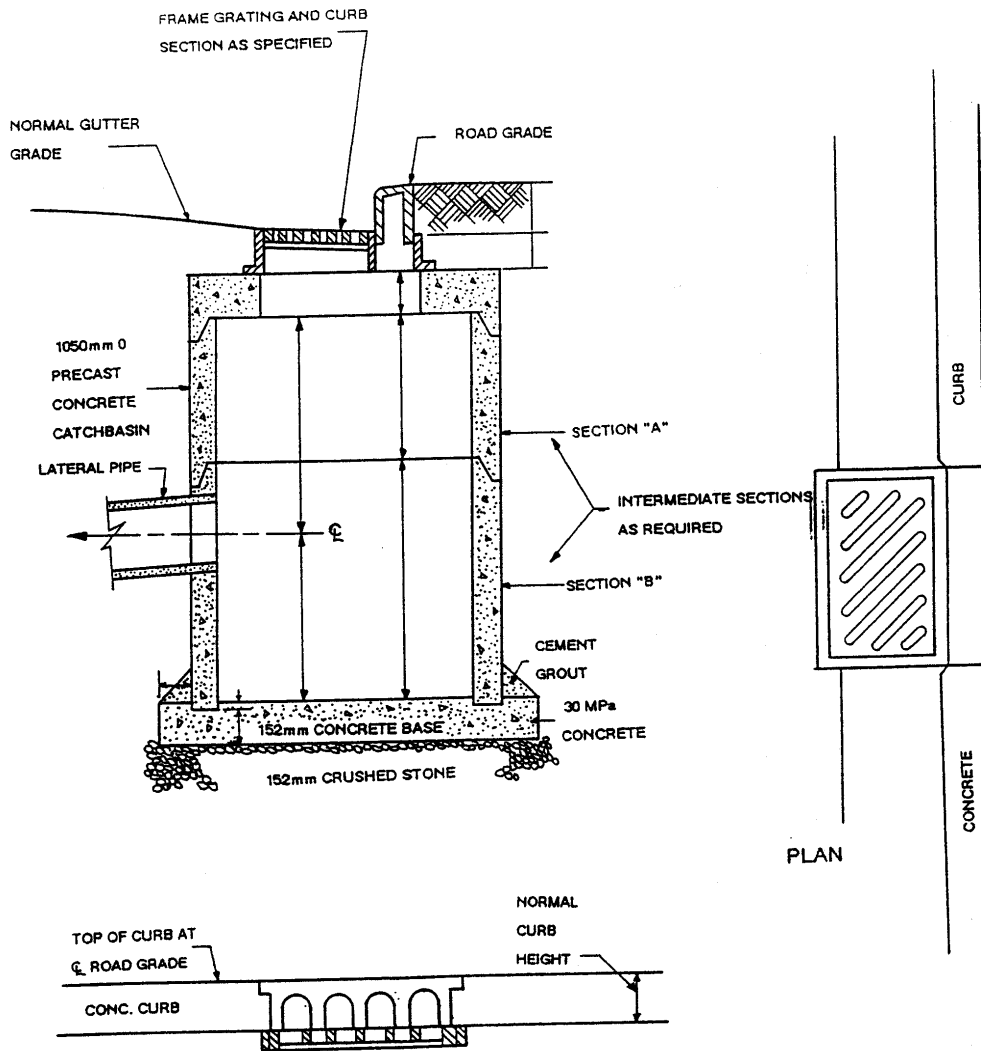 FRAME GRATING AND CURB
SECTION AS SPECIFIED
NORMAL GUTTER
GRADE
ROAD GRADE
1050mm 0
PRECAST
CONCRETE
CATCHBASIN
LATERAL PIPE
℄
SECTION "A"
INTERMEDIATE SECTIONS
AS REQUIRED
SECTION "B"
CEMENT
GROUT
30 MPa
CONCRETE
152mm CONCRETE BASE
152mm CRUSHED STONE
CURB
CONCRETE
PLAN
TOP OF CURB AT
℄ ROAD GRADE
CONC. CURB
NORMAL
CURB
HEIGHT